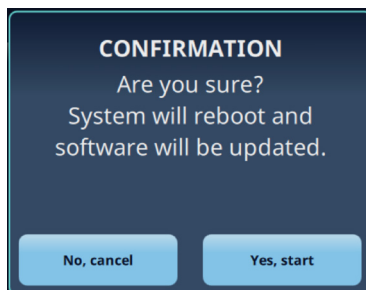 CONFIRMATION
Are you sure?
System will reboot and
software will be updated.
No, cancel
Yes, start